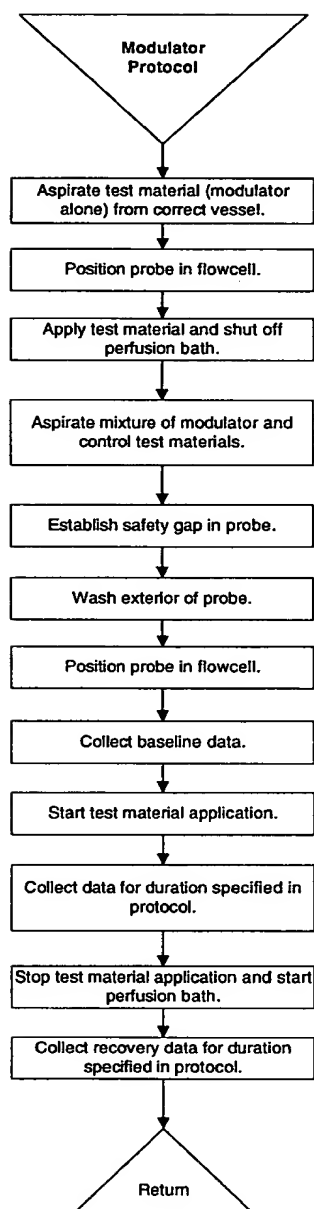 Modulator
Protocol
Aspirate test material (modulator
alone) from correct vessel.
Position probe in flowcell.
Apply test material and shut off
perfusion bath.
Aspirate mixture of modulator and
control test materials.
Establish safety gap in probe.
Wash exterior of probe.
Position probe in flowcell.
Collect baseline data.
Start test material application.
Collect data for duration specified in
protocol.
Stop test material application and start
perfusion bath.
Collect recovery data for duration
specified in protocol.
Return